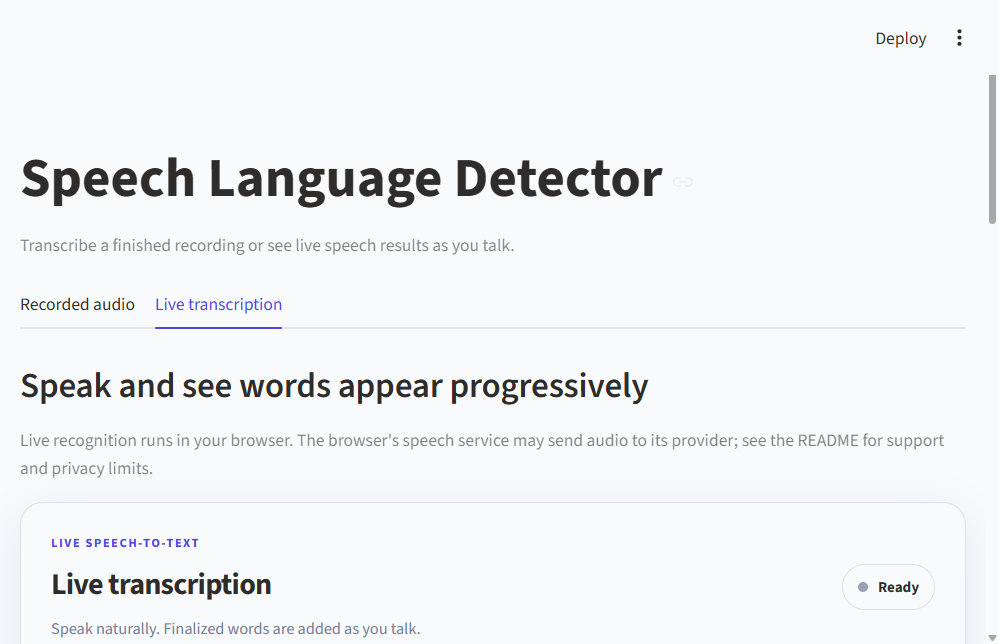 Deploy
Speech Language Detector
Transcribe a finished recording or see live speech results as you talk.
Recorded audio
Live transcription
Speak and see words appear progressively
Live recognition runs in your browser. The browser's speech service may send audio to its provider; see the README for support
and privacy limits.
LIVE SPEECH-TO-TEXT
Live transcription
Ready
Speak naturally. Finalized words are added as you talk.